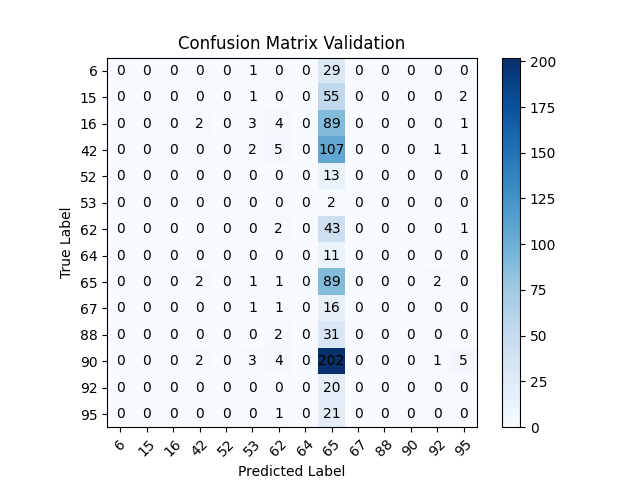 Confusion Matrix Validation
6 0 0 0 0 0 1 0 0 29 0 0 0 0 0
15 0 0 0 0 0 1 0 0 55 0 0 0 0 2
16 0 0 0 2 0 3 4 0 89 0 0 0 0 1
42 0 0 0 0 0 2 5 0 107 0 0 0 1 1
52 0 0 0 0 0 0 0 0 13 0 0 0 0 0
53 0 0 0 0 0 0 0 0 2 0 0 0 0 0
62 0 0 0 0 0 0 2 0 43 0 0 0 0 1
64 0 0 0 0 0 0 0 0 11 0 0 0 0 0
65 0 0 0 2 0 1 1 0 89 0 0 0 2 0
67 0 0 0 0 0 1 1 0 16 0 0 0 0 0
88 0 0 0 0 0 0 2 0 31 0 0 0 0 0
90 0 0 0 2 0 3 4 0 202 0 0 0 1 5
92 0 0 0 0 0 0 0 0 20 0 0 0 0 0
95 0 0 0 0 0 0 1 0 21 0 0 0 0 0
6 15 16 42 52 53 62 64 65 67 88 90 92 95
Predicted Label
True Label
200
175
150
125
100
75
50
25
0